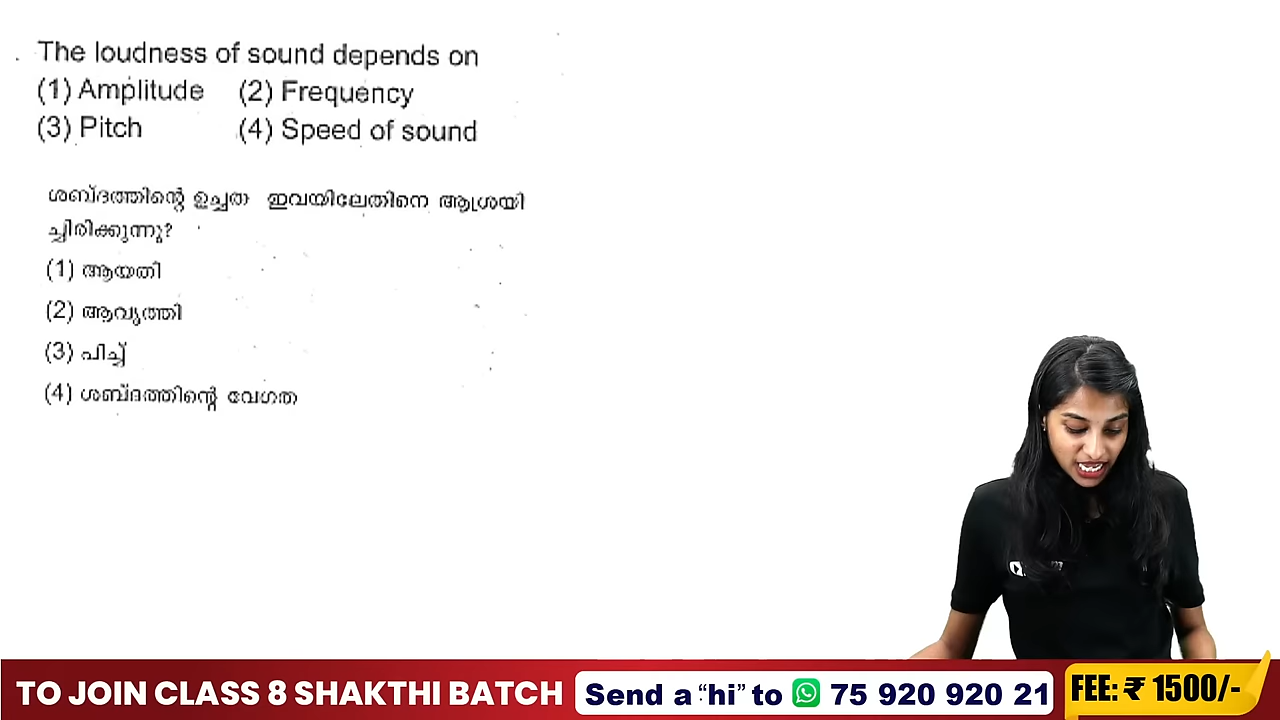 The loudness of sound depends on
(1) Amplitude (2) Frequency
(3) Pitch (4) Speed of sound
ശബ്ദത്തിന്റെ ഉച്ചത ഇവയിലേതിനെ ആശ്രയി
ച്ചിരിക്കുന്നു?
(1) ആയതി
(2) ആവൃത്തി
(3) പിച്ച്
(4) ശബ്ദത്തിന്റെ വേഗത
TO JOIN CLASS 8 SHAKTHI BATCH Send a “hi” to 75 920 920 21 FEE: ₹ 1500/-